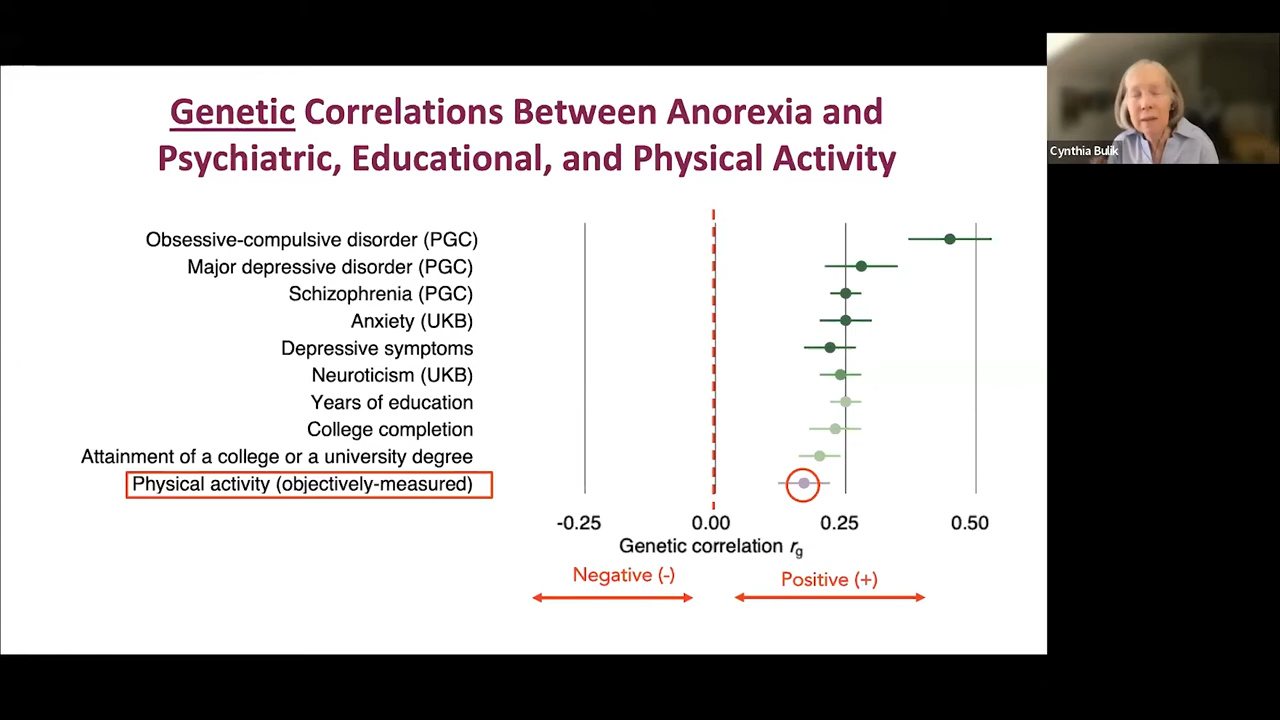 Genetic Correlations Between Anorexia and
Psychiatric, Educational, and Physical Activity
Cynthia Bulik
Obsessive-compulsive disorder (PGC)
Major depressive disorder (PGC)
Schizophrenia (PGC)
Anxiety (UKB)
Depressive symptoms
Neuroticism (UKB)
Years of education
College completion
Attainment of a college or a university degree
Physical activity (objectively-measured)
-0.25 0.00 0.25 0.50
Genetic correlation rg
Negative (-) Positive (+)